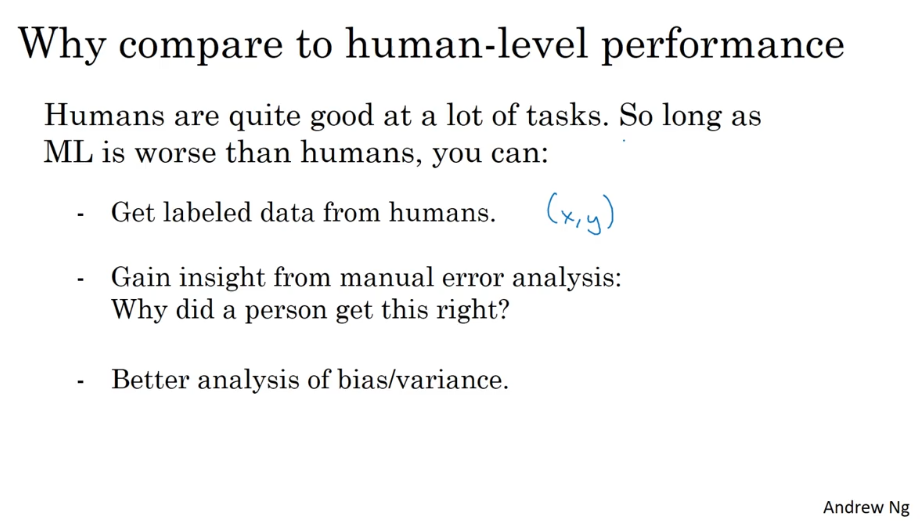 Why compare to human-level performance
Humans are quite good at a lot of tasks. So long as
ML is worse than humans, you can:
- Get labeled data from humans. (x, y)
- Gain insight from manual error analysis:
Why did a person get this right?
- Better analysis of bias/variance.
Andrew Ng